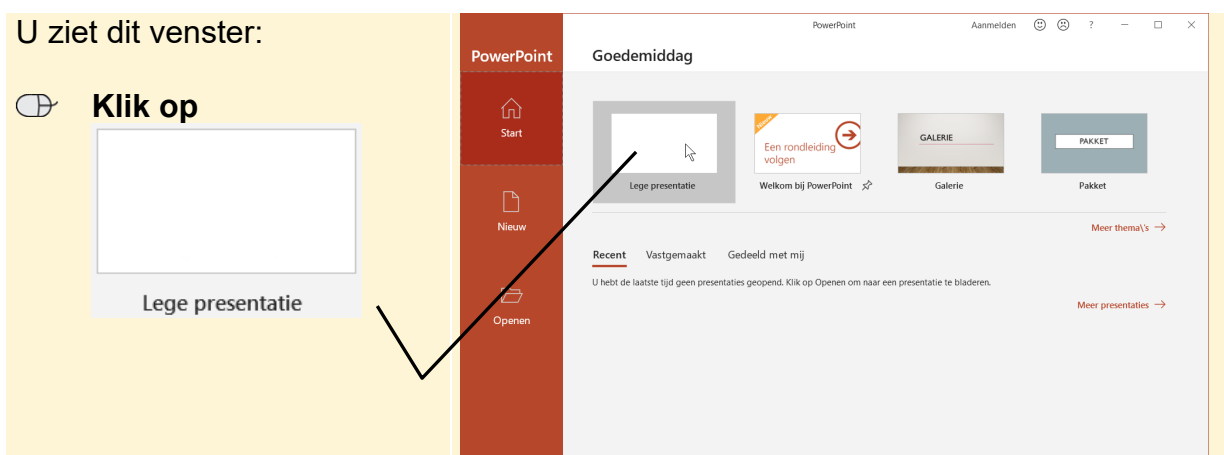 U ziet dit venster:
Klik op
Lege presentatie
PowerPoint
Aanmelden
?
PowerPoint
Goedemiddag
Start
Nieuw
Openen
Nieuw
Een rondleiding
volgen
GALERIE
PAKKET
Lege presentatie
Welkom bij PowerPoint
Galerie
Pakket
Meer thema\'s
Recent Vastgemaakt Gedeeld met mij
U hebt de laatste tijd geen presentaties geopend. Klik op Openen om naar een presentatie te bladeren.
Meer presentaties